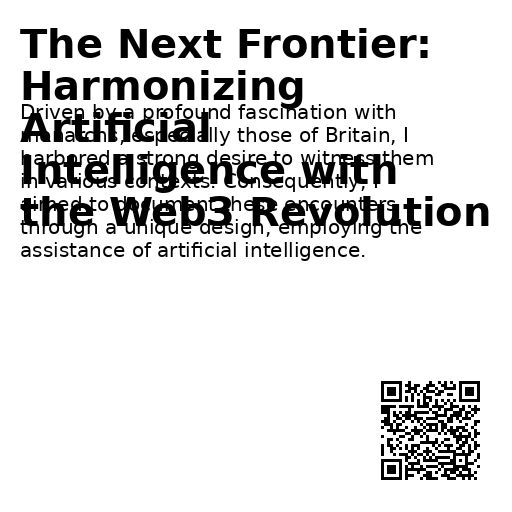 The Next Frontier:
Harmonizing
Artificial
Intelligence with
the Web3 Revolution
Driven by a profound fascination with
monarchs, especially those of Britain, I
harbored a strong desire to witness them
in various contexts. Consequently, I
aimed to document these encounters
through a unique design, employing the
assistance of artificial intelligence.